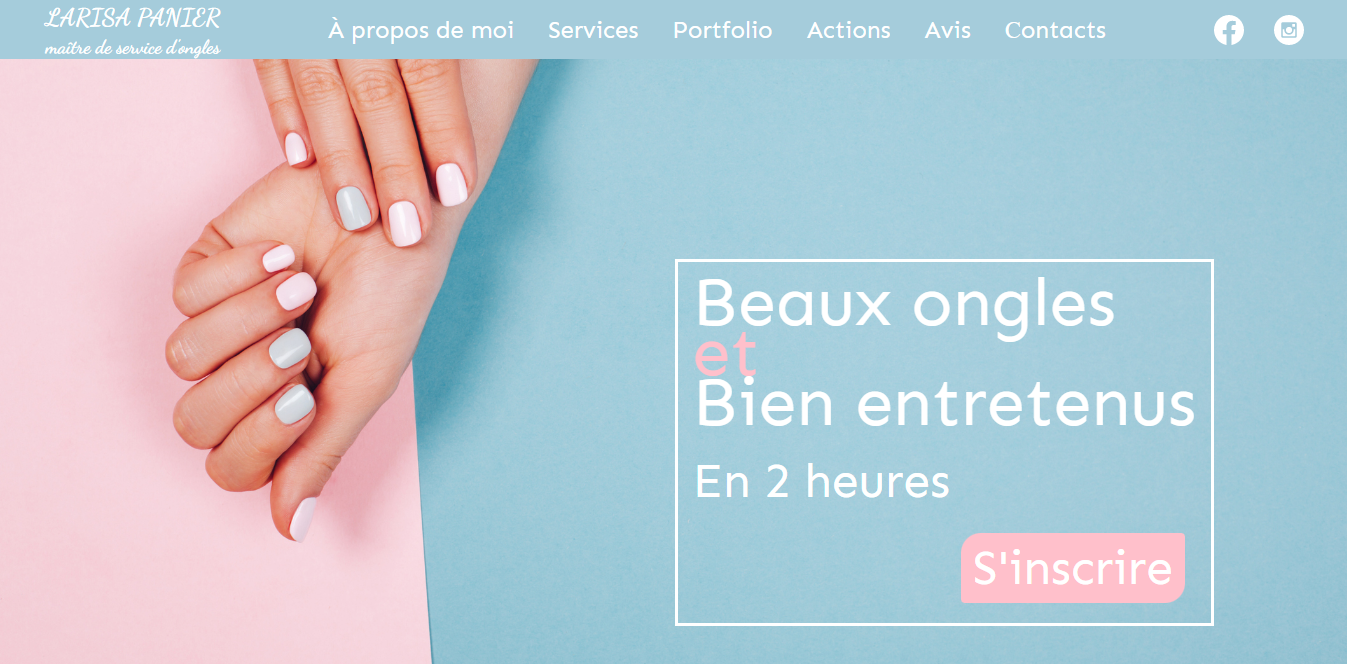 LARISA PANIER
maître de service d'ongles
À propos de moi Services Portfolio Actions Avis Contacts
Beaux ongles
et
Bien entretenus
En 2 heures
S'inscrire